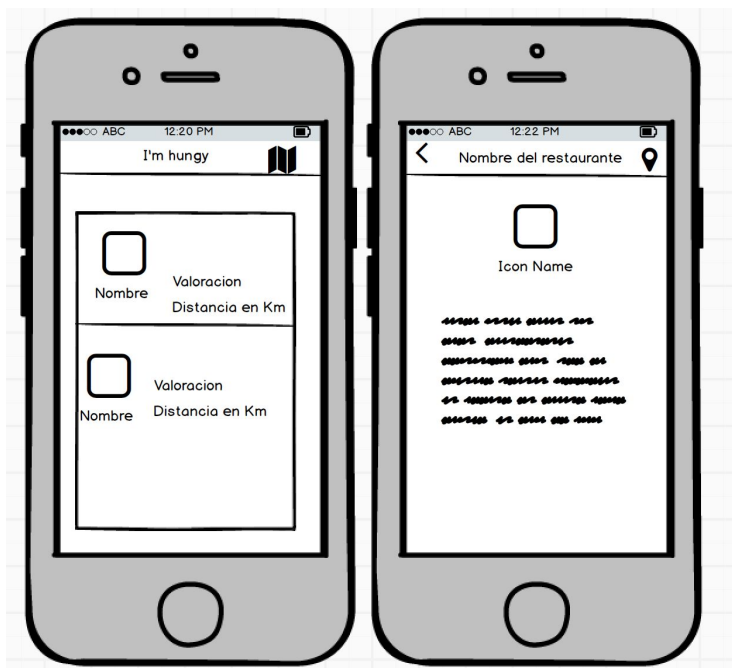 ABC 12:20 PM
I'm hungy
Nombre
Valoracion
Distancia en Km
Nombre
Valoracion
Distancia en Km
ABC 12:22 PM
Nombre del restaurante
Icon Name